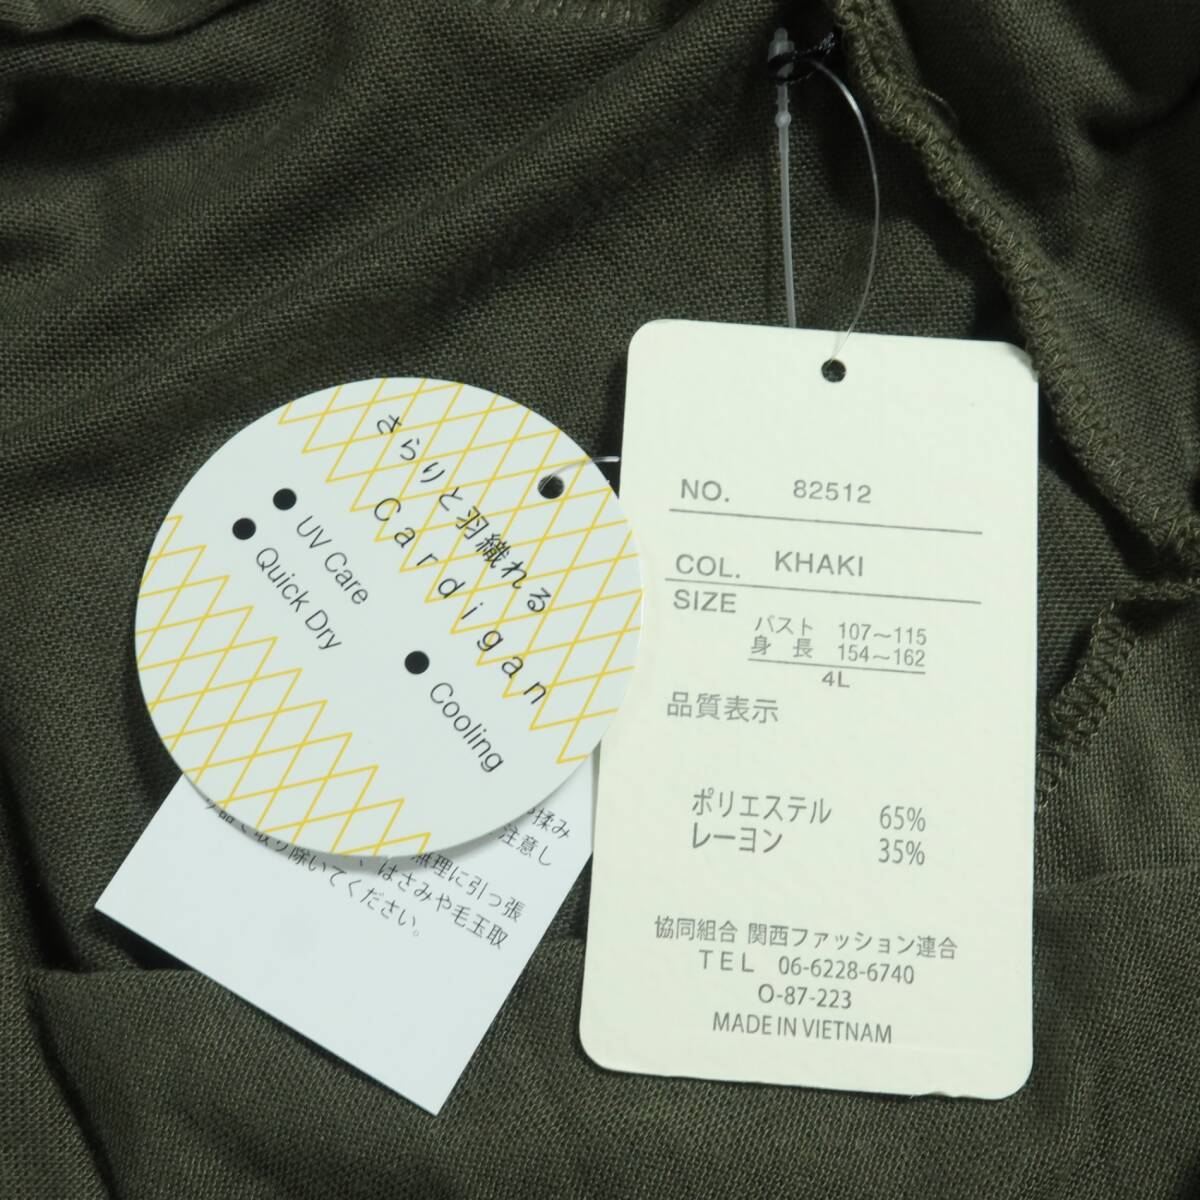 さらりと羽織れる
Cardigan
UV Care
Quick Dry
Cooling
揉み
注意し
無理に引っ張
、はさみや毛玉取
り器で取り除いてください。
NO. 82512
COL. KHAKI
SIZE
バスト 107～115
身長 154～162
4L
品質表示
ポリエステル 65%
レーヨン 35%
協同組合 関西ファッション連合
TEL 06-6228-6740
O-87-223
MADE IN VIETNAM